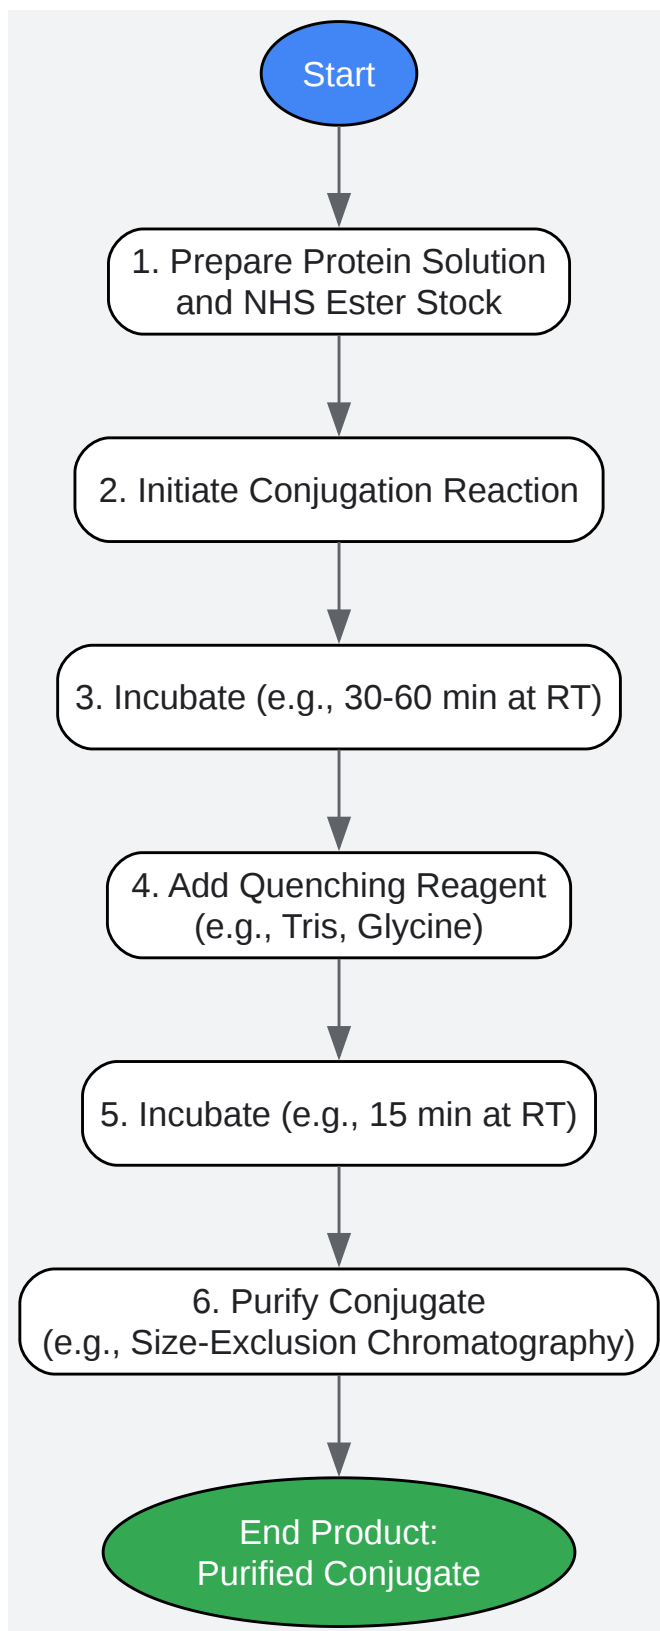 Start
1. Prepare Protein Solution
and NHS Ester Stock
2. Initiate Conjugation Reaction
3. Incubate (e.g., 30-60 min at RT)
4. Add Quenching Reagent
(e.g., Tris, Glycine)
5. Incubate (e.g., 15 min at RT)
6. Purify Conjugate
(e.g., Size-Exclusion Chromatography)
End Product:
Purified Conjugate